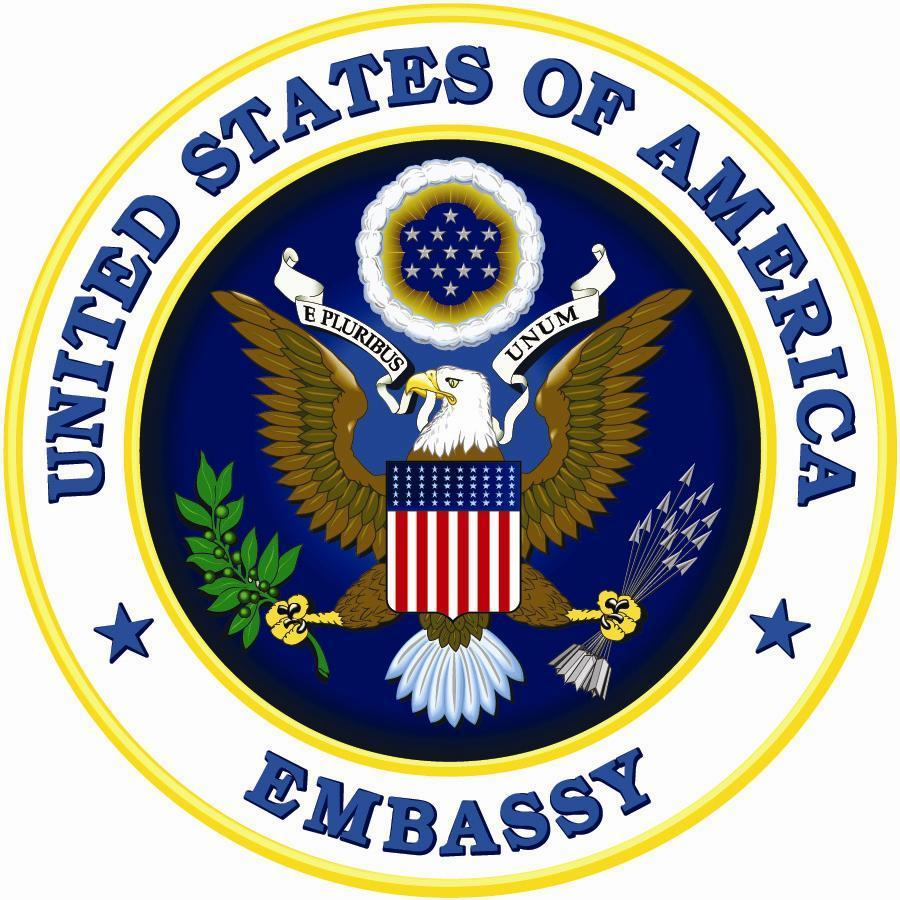 UNITED STATES OF AMERICA
E PLURIBUS UNUM
EMBASSY